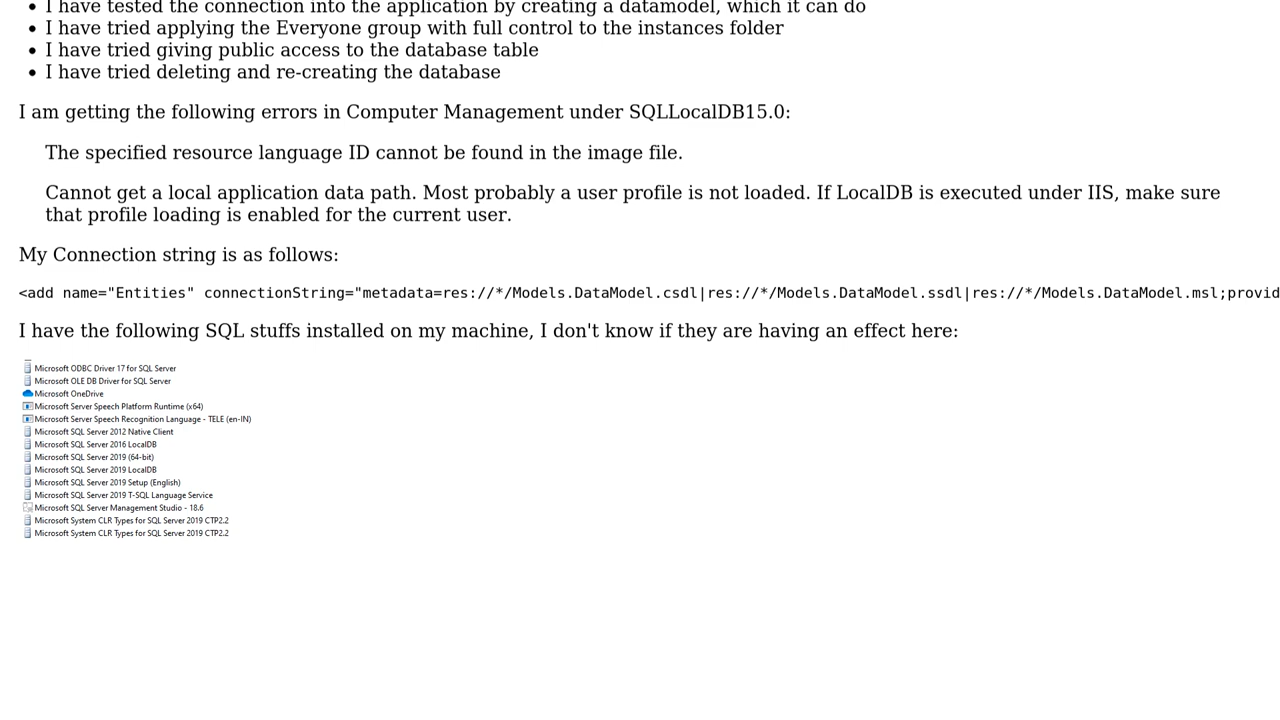 I have tested the connection into the application by creating a datamodel, which it can do
I have tried applying the Everyone group with full control to the instances folder
I have tried giving public access to the database table
I have tried deleting and re-creating the database
I am getting the following errors in Computer Management under SQLLocalDB15.0:
The specified resource language ID cannot be found in the image file.
Cannot get a local application data path. Most probably a user profile is not loaded. If LocalDB is executed under IIS, make sure
that profile loading is enabled for the current user.
My Connection string is as follows:
<add name="Entities" connectionString="metadata=res://*/Models.DataModel.csdl|res://*/Models.DataModel.ssdl|res://*/Models.DataModel.msl;provid
I have the following SQL stuffs installed on my machine, I don't know if they are having an effect here:
Microsoft ODBC Driver 17 for SQL Server
Microsoft OLE DB Driver for SQL Server
Microsoft OneDrive
Microsoft Server Speech Platform Runtime (x64)
Microsoft Server Speech Recognition Language - TELE (en-IN)
Microsoft SQL Server 2012 Native Client
Microsoft SQL Server 2016 LocalDB
Microsoft SQL Server 2019 (64-bit)
Microsoft SQL Server 2019 LocalDB
Microsoft SQL Server 2019 Setup (English)
Microsoft SQL Server 2019 T-SQL Language Service
Microsoft SQL Server Management Studio - 18.6
Microsoft System CLR Types for SQL Server 2019 CTP2.2
Microsoft System CLR Types for SQL Server 2019 CTP2.2